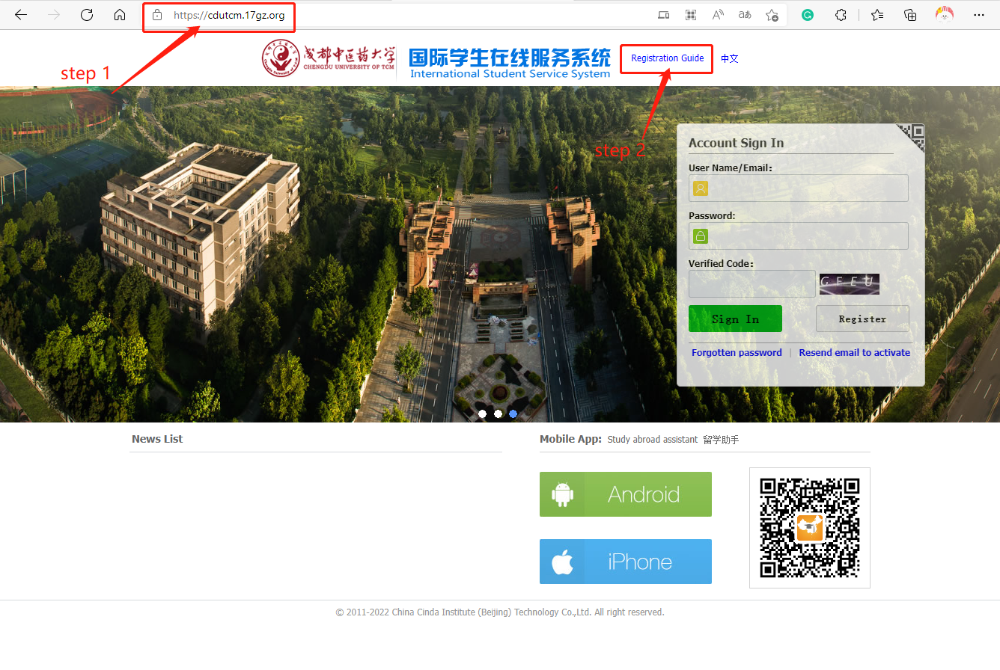 https://cdutcm.17gz.org
step 1
成都中医药大学
CHENGDU UNIVERSITY OF TCM
国际学生在线服务系统
International Student Service System
Registration Guide 中文
step 2
Account Sign In
User Name/Email:
Password:
Verified Code:
GFEU
Sign In Register
Forgotten password | Resend email to activate
News List
Mobile App: Study abroad assistant 留学助手
Android
iPhone
© 2011-2022 China Cinda Institute (Beijing) Technology Co.,Ltd. All right reserved.